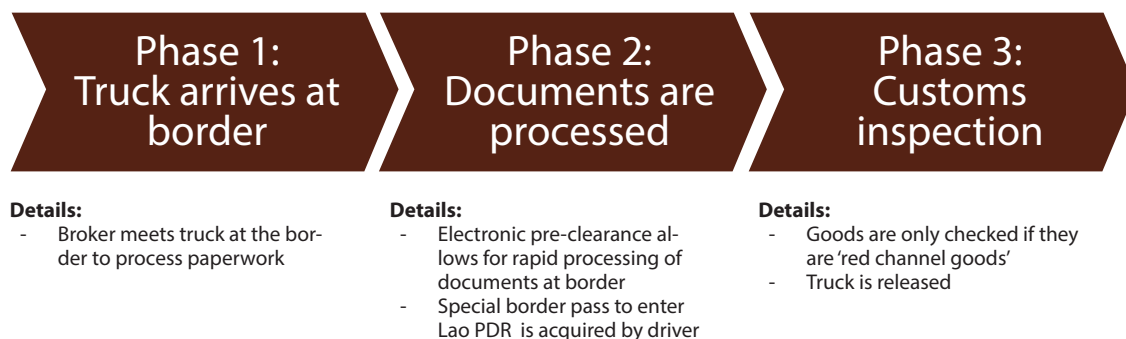 Phase 1:
Truck arrives at
border
Phase 2:
Documents are
processed
Phase 3:
Customs
inspection
Details:
- Broker meets truck at the bor-
der to process paperwork
Details:
- Electronic pre-clearance al-
lows for rapid processing of
documents at border
- Special border pass to enter
Lao PDR is acquired by driver
Details:
- Goods are only checked if they
are ‘red channel goods’
- Truck is released